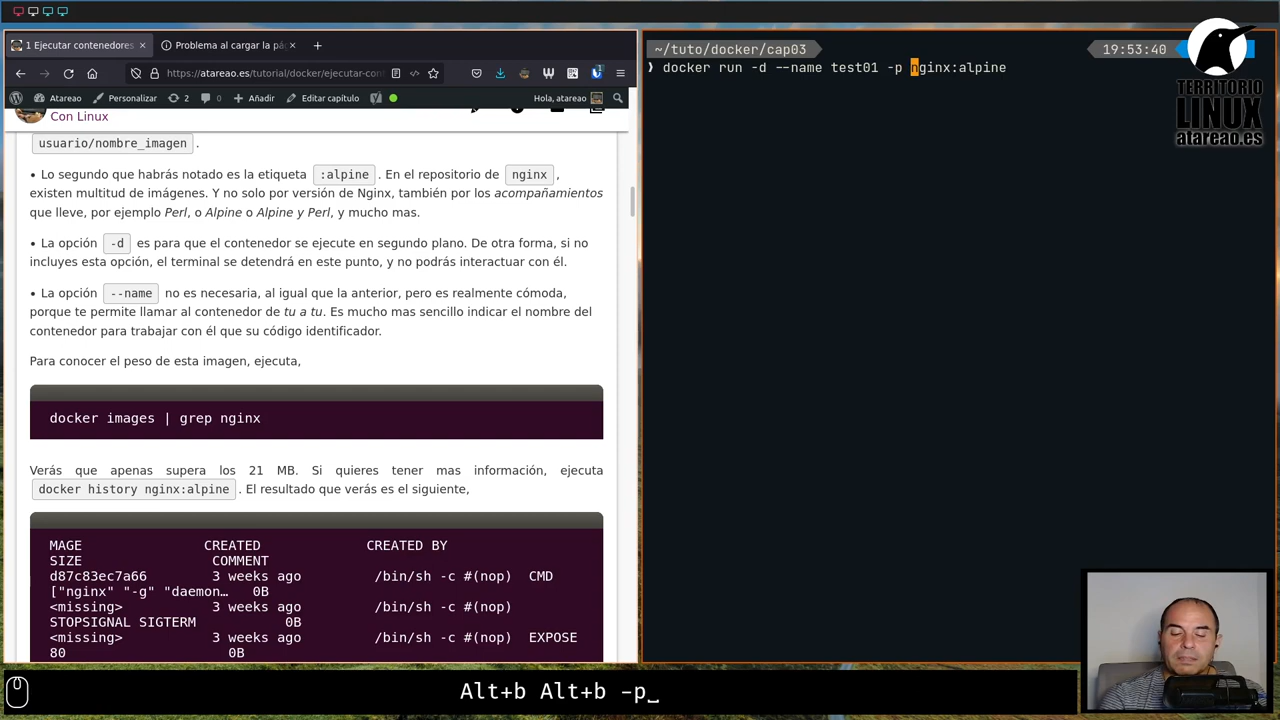 1 Ejecutar contenedores
Problema al cargar la pá
https://atareao.es/tutorial/docker/ejecutar-con
Atareao
Personalizar
2
0
Añadir
Editar capítulo
Hola, atareao
Con Linux
usuario/nombre_imagen .
• Lo segundo que habrás notado es la etiqueta :alpine . En el repositorio de nginx ,
existen multitud de imágenes. Y no solo por versión de Nginx, también por los acompañamientos
que lleve, por ejemplo Perl, o Alpine o Alpine y Perl, y mucho mas.
• La opción -d es para que el contenedor se ejecute en segundo plano. De otra forma, si no
incluyes esta opción, el terminal se detendrá en este punto, y no podrás interactuar con él.
• La opción --name no es necesaria, al igual que la anterior, pero es realmente cómoda,
porque te permite llamar al contenedor de tu a tu. Es mucho mas sencillo indicar el nombre del
contenedor para trabajar con él que su código identificador.
Para conocer el peso de esta imagen, ejecuta,
docker images | grep nginx
Verás que apenas supera los 21 MB. Si quieres tener mas información, ejecuta
docker history nginx:alpine . El resultado que verás es el siguiente,
MAGE CREATED CREATED BY
SIZE COMMENT
d87c83ec7a66 3 weeks ago /bin/sh -c #(nop) CMD
["nginx" "-g" "daemon… 0B
<missing> 3 weeks ago /bin/sh -c #(nop)
STOPSIGNAL SIGTERM 0B
<missing> 3 weeks ago /bin/sh -c #(nop) EXPOSE
80 0B
~/tuto/docker/cap03
19:53:40
❯ docker run -d --name test01 -p nginx:alpine
TERRITORIO
LINUX
atareao.es
Alt+b Alt+b -p_